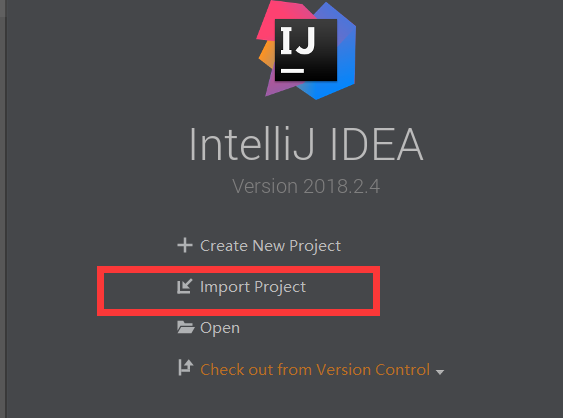 IJ
IntelliJ IDEA
Version 2018.2.4
Create New Project
Import Project
Open
Check out from Version Control